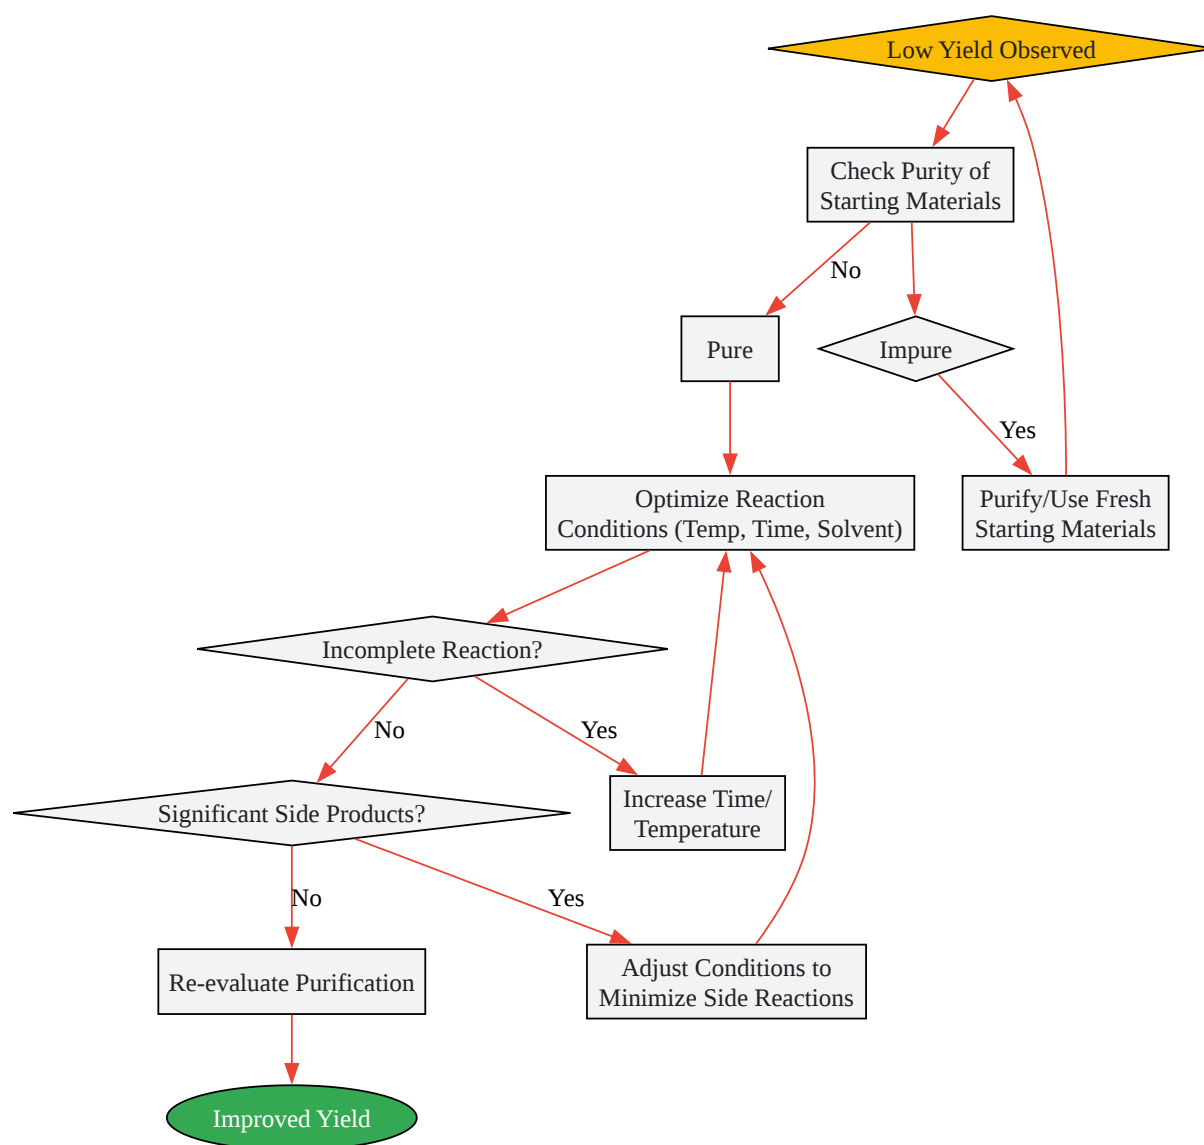 Low Yield Observed
Check Purity of
Starting Materials
No
Pure
Impure
Yes
Optimize Reaction
Conditions (Temp, Time, Solvent)
Purify/Use Fresh
Starting Materials
Incomplete Reaction?
No
Yes
Increase Time/
Temperature
Significant Side Products?
No
Yes
Re-evaluate Purification
Adjust Conditions to
Minimize Side Reactions
Improved Yield